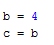 b = 4
c = b